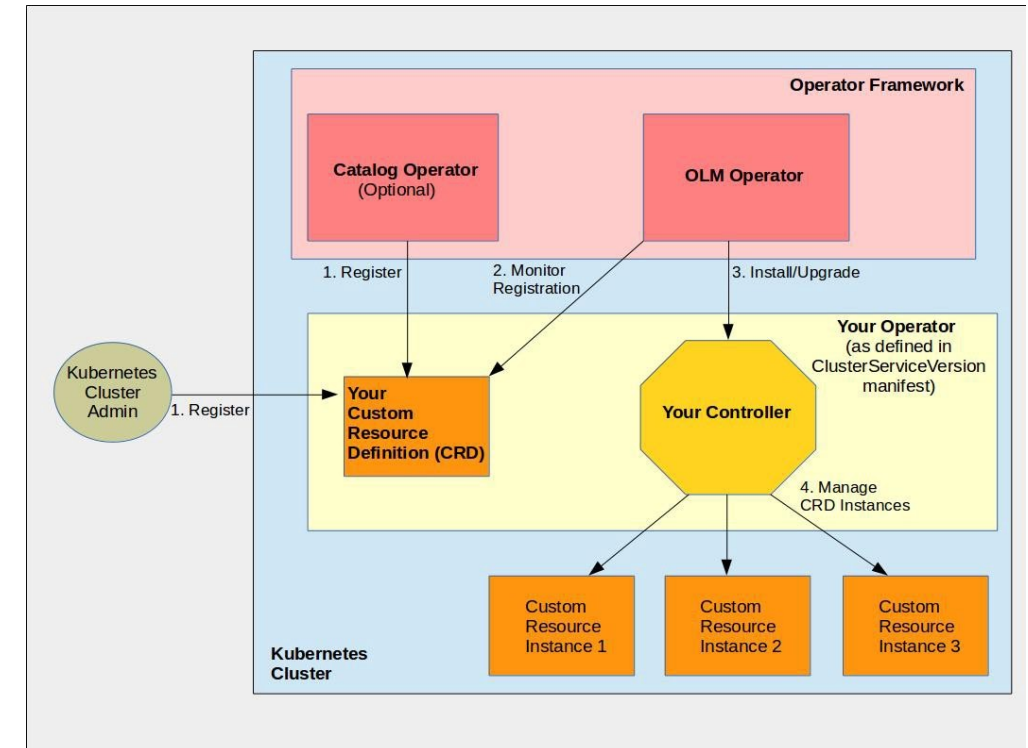 Operator Framework
Catalog Operator
(Optional)
OLM Operator
1. Register
2. Monitor
Registration
3. Install/Upgrade
Your Operator
(as defined in
ClusterServiceVersion
manifest)
Kubernetes
Cluster
Admin
1. Register
Your
Custom
Resource
Definition (CRD)
Your Controller
4. Manage
CRD Instances
Custom
Resource
Instance 1
Custom
Resource
Instance 2
Custom
Resource
Instance 3
Kubernetes
Cluster